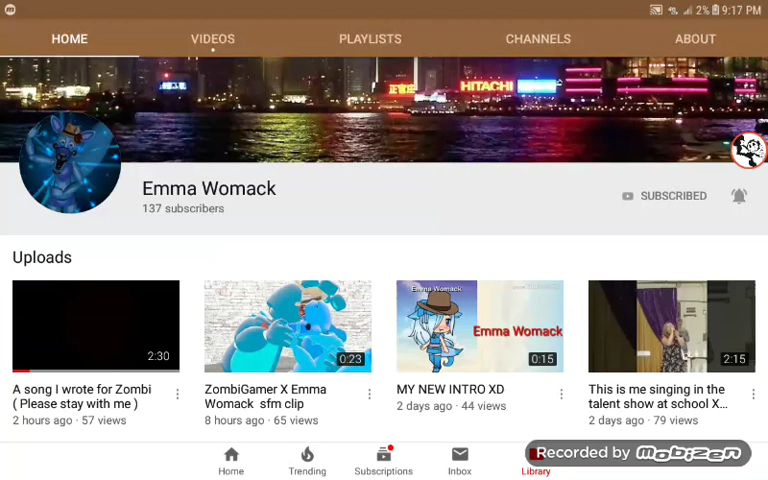 2% 9:17 PM
HOME VIDEOS PLAYLISTS CHANNELS ABOUT
HITACHI
Emma Womack
137 subscribers
SUBSCRIBED
Uploads
2:30
0:23
Emma Womack
Emma Womack
0:15
2:15
A song I wrote for Zombi
( Please stay with me )
2 hours ago · 57 views
ZombiGamer X Emma
Womack sfm clip
8 hours ago · 65 views
MY NEW INTRO XD
2 days ago · 44 views
This is me singing in the
talent show at school X...
2 days ago · 79 views
Home Trending Subscriptions Inbox Library
Recorded by Mobizen